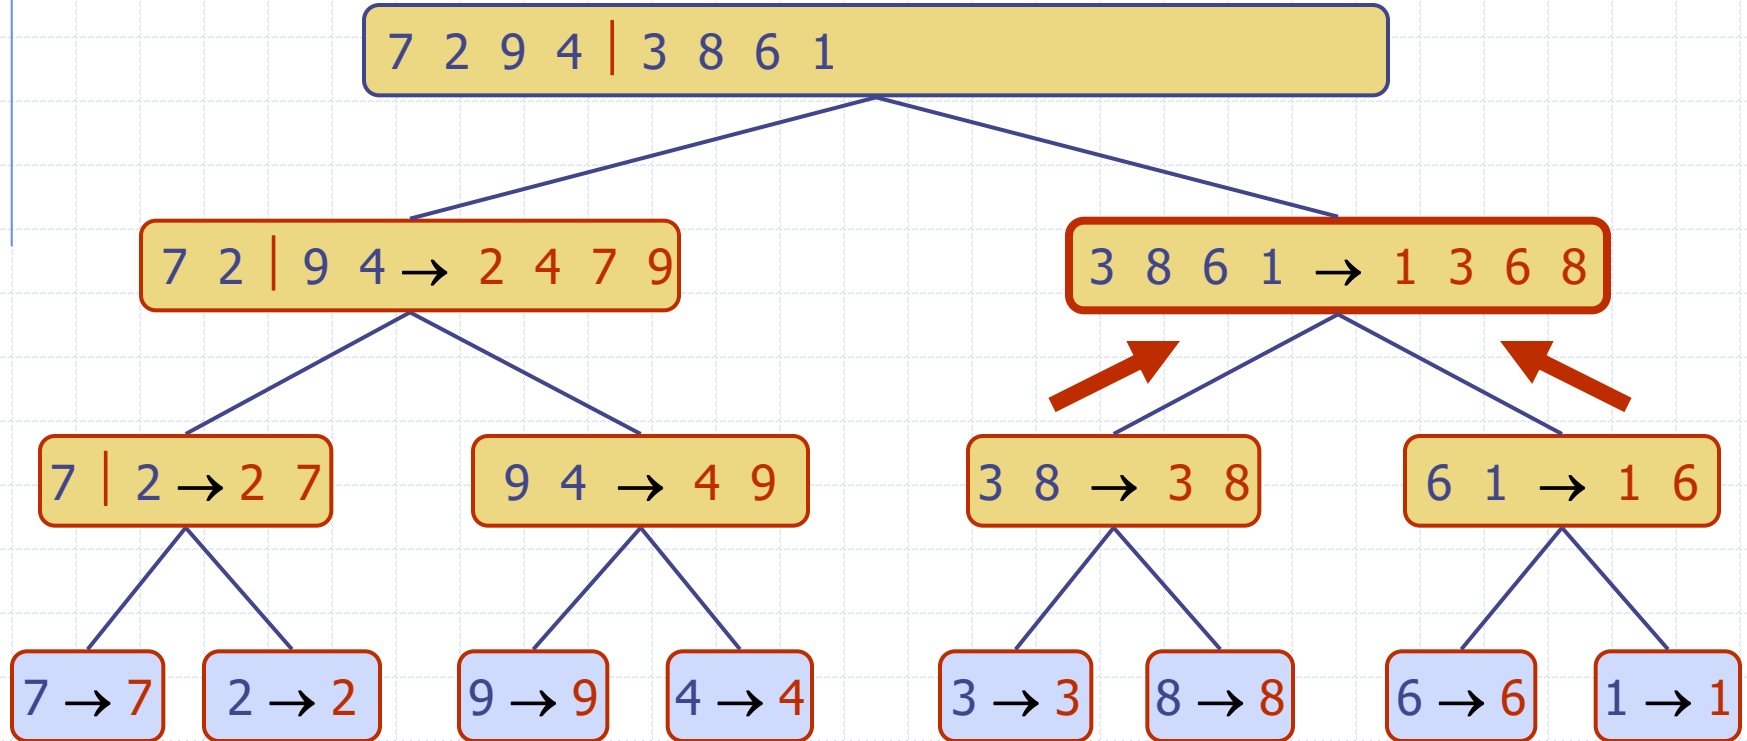 7 2 9 4 | 3 8 6 1
7 2 | 9 4 → 2 4 7 9
3 8 6 1 → 1 3 6 8
7 | 2 → 2 7
9 4 → 4 9
3 8 → 3 8
6 1 → 1 6
7 → 7
2 → 2
9 → 9
4 → 4
3 → 3
8 → 8
6 → 6
1 → 1